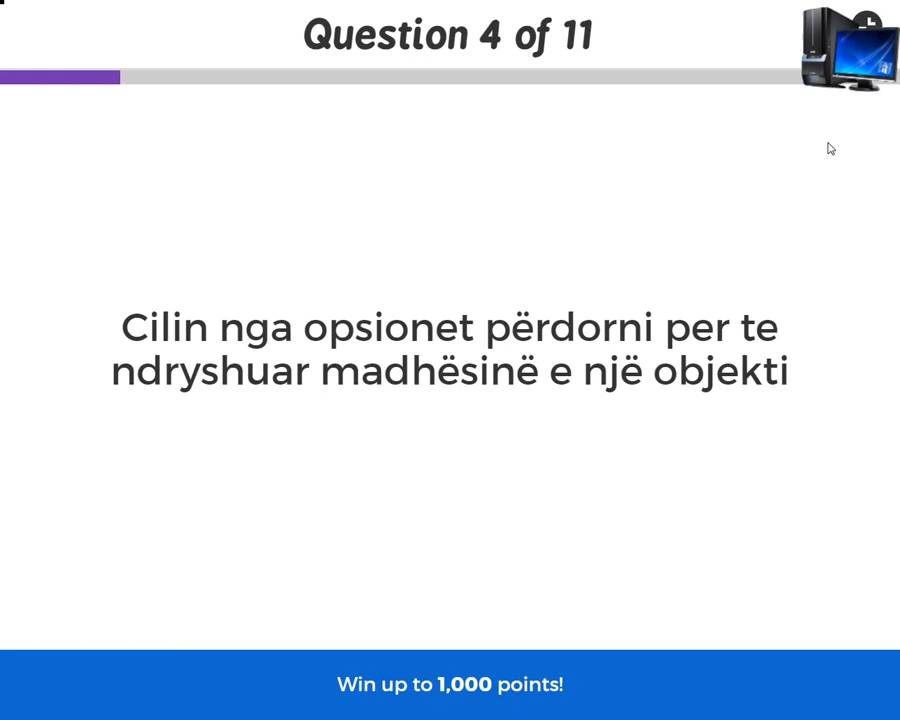 Question 4 of 11
Cilin nga opsionet përdorni per te
ndryshuar madhësinë e një objekti
Win up to 1,000 points!